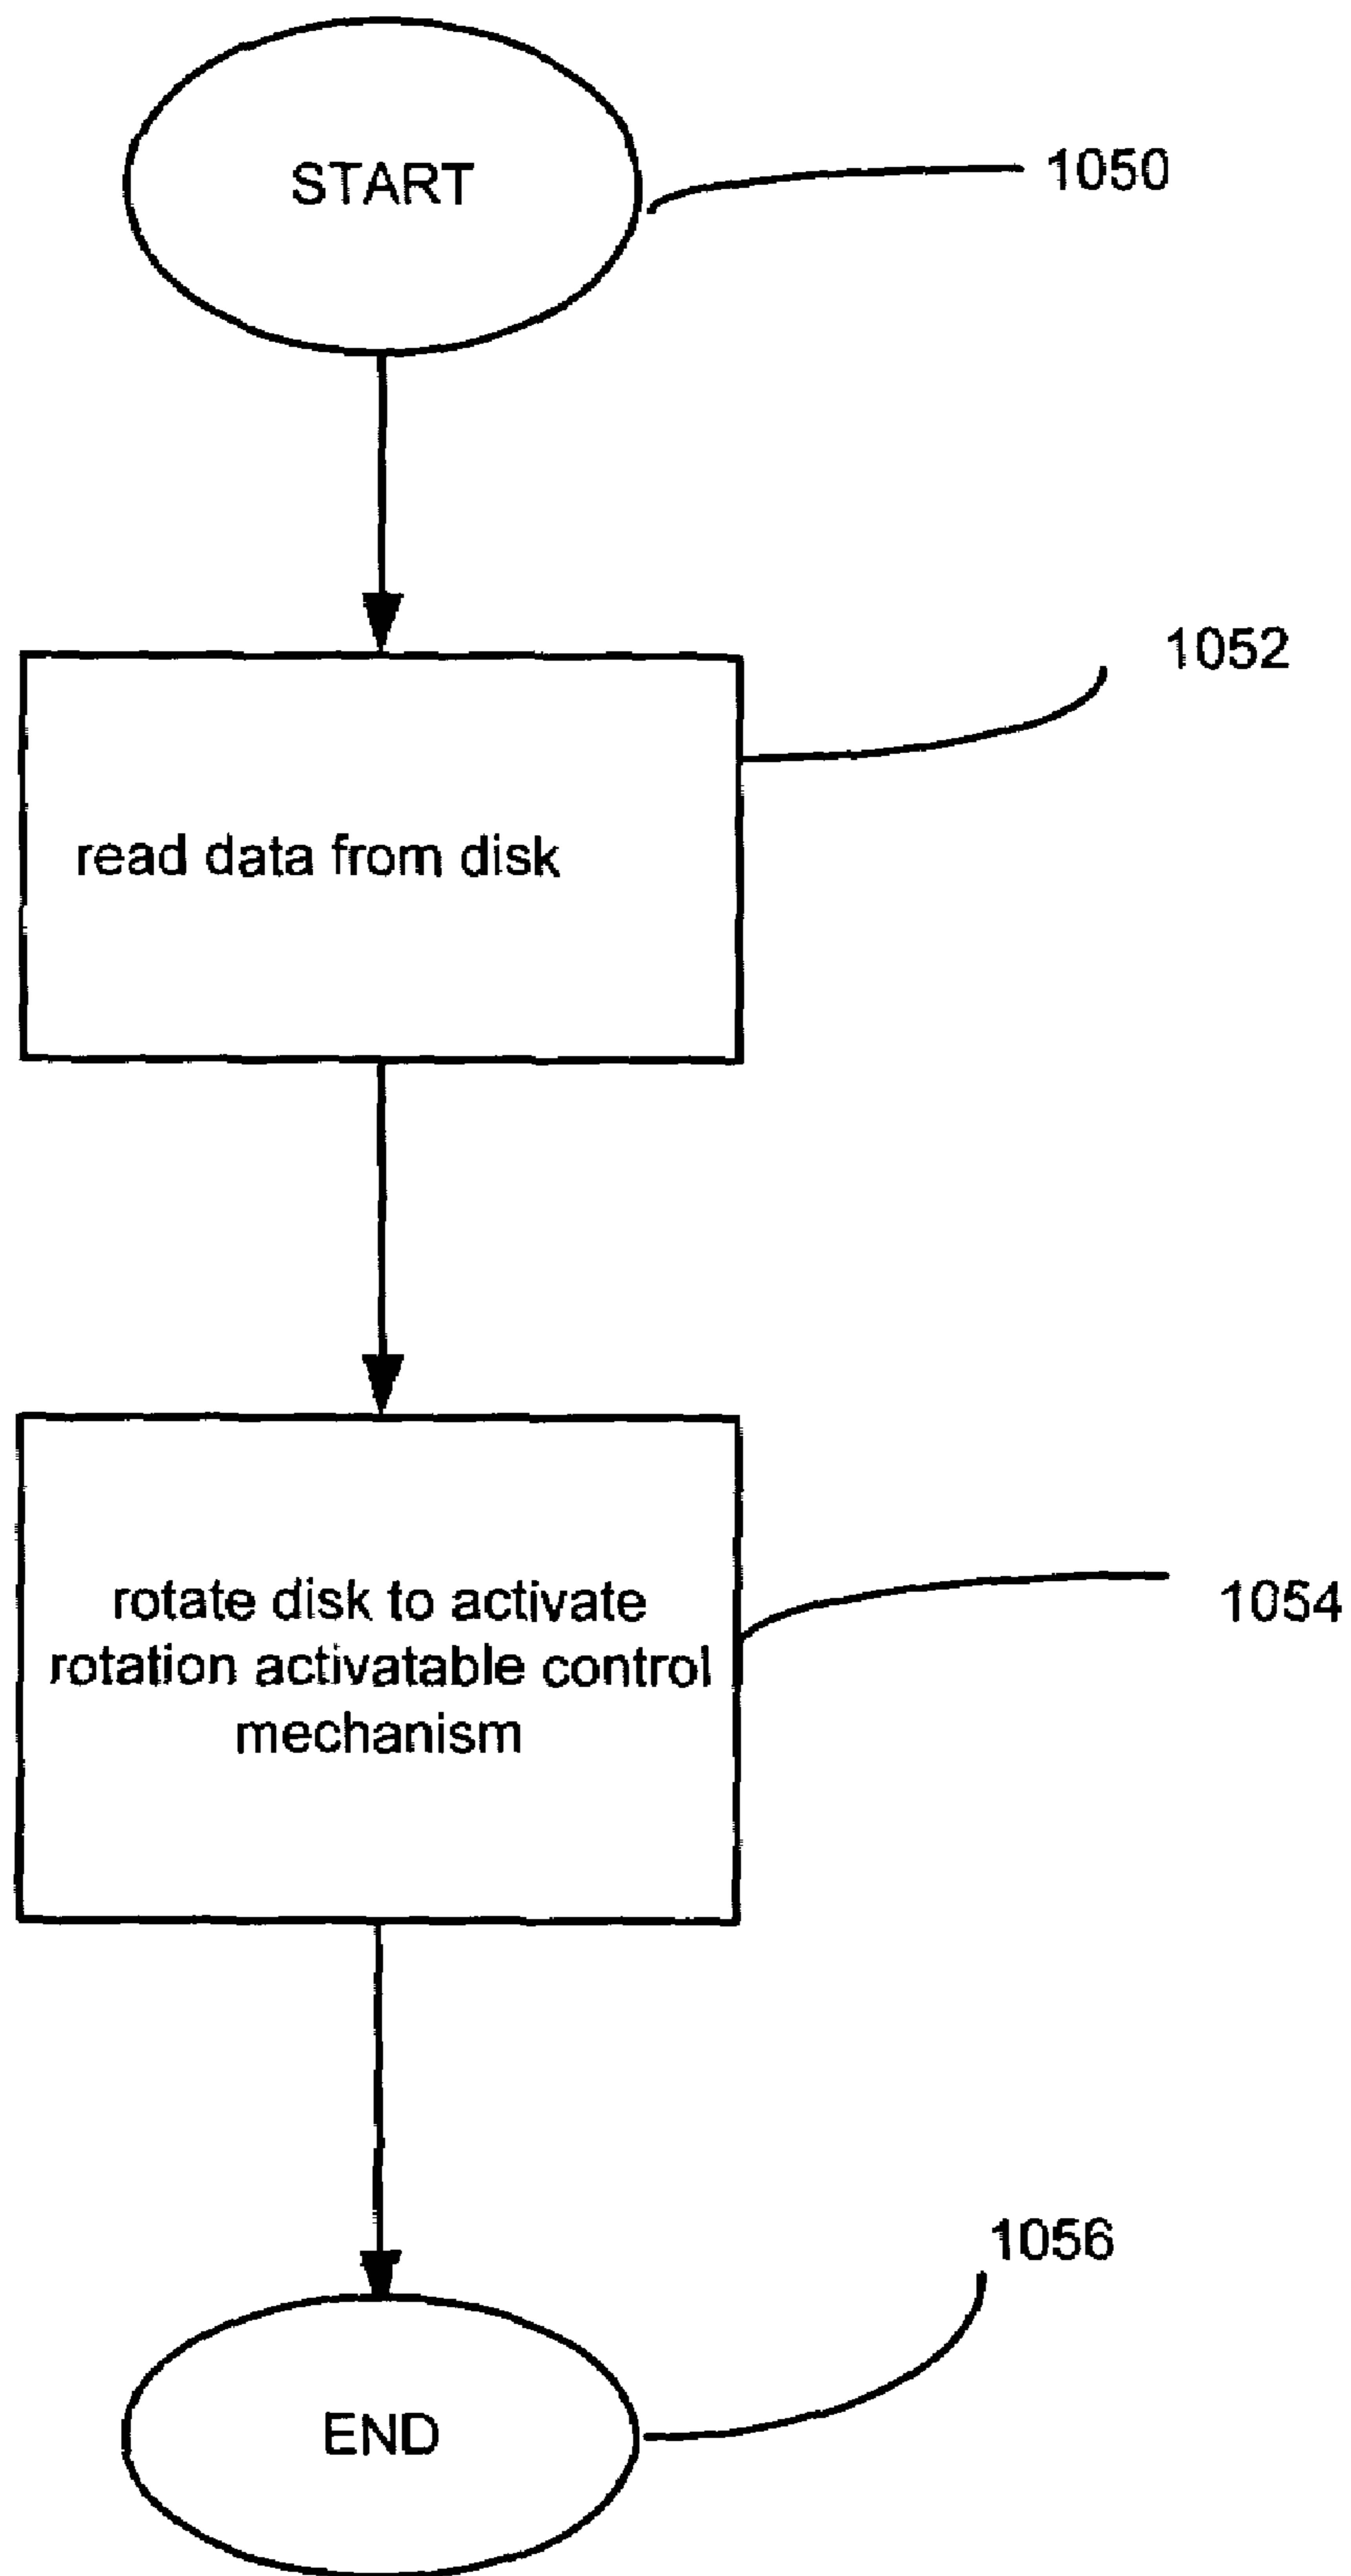 START
1050
1052
read data from disk
rotate disk to activate
rotation activatable control
mechanism
1054
1056
END